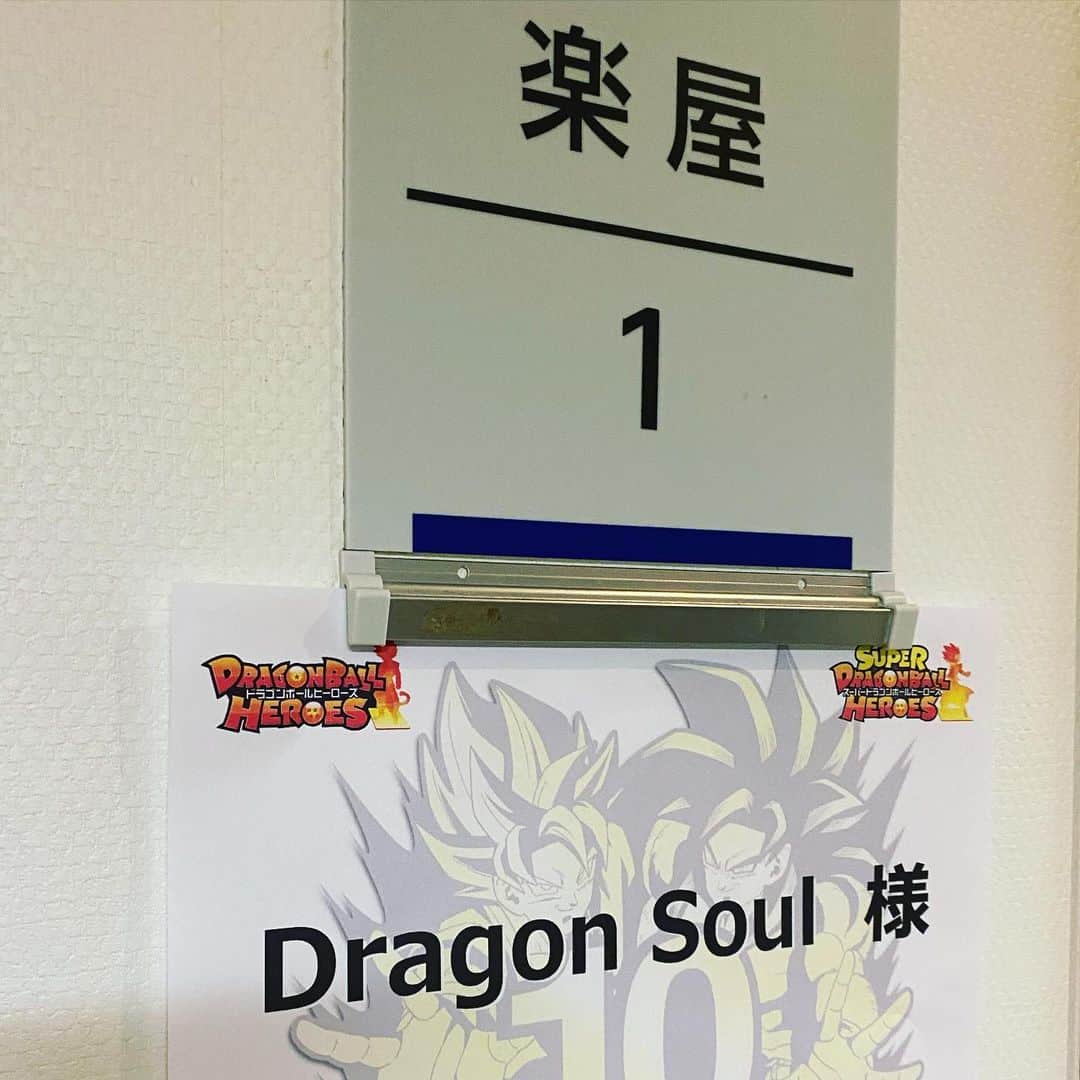 楽屋
1
DRAGONBALL
ドラゴンボールヒーローズ
HEROES
SUPER
DRAGONBALL
スーパードラゴンボールヒーローズ
HEROES
Dragon Soul 様
10